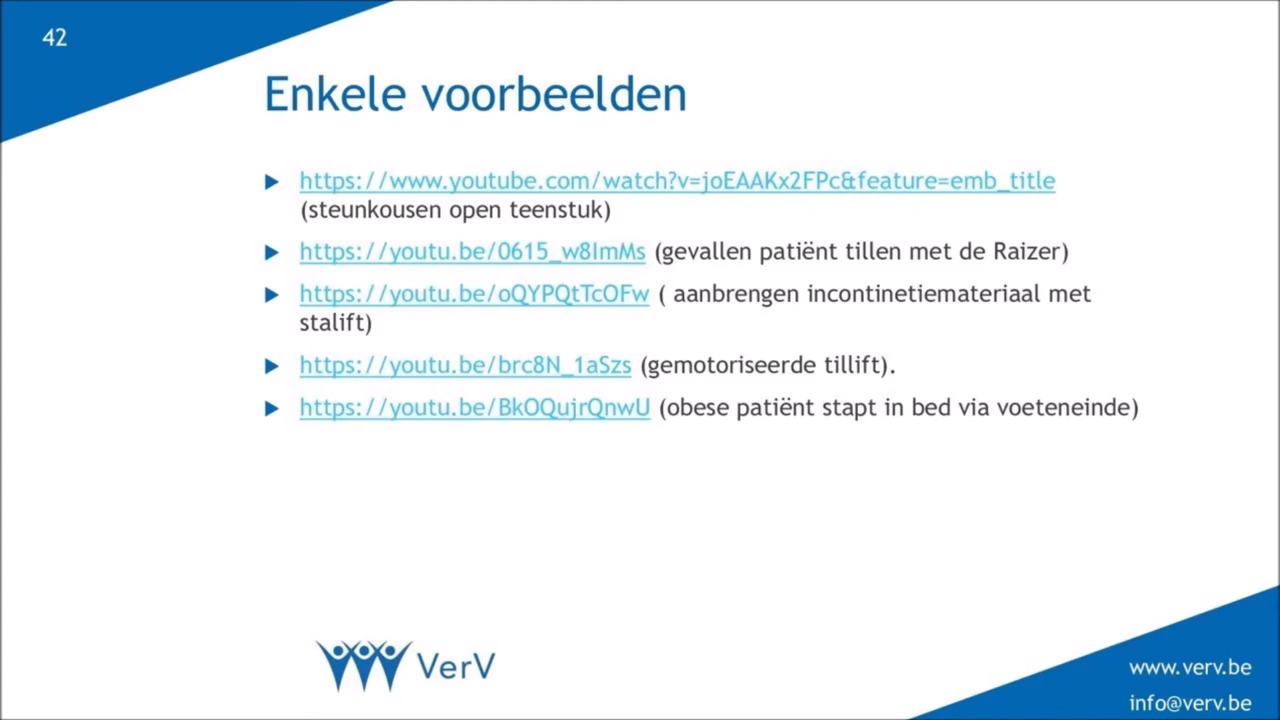 42
Enkele voorbeelden
https://www.youtube.com/watch?v=joEAAKx2FPc&feature=emb_title
(steunkousen open teenstuk)
https://youtu.be/0615_w8ImMs (gevallen patiënt tillen met de Raizer)
https://youtu.be/oQYPQtTcOFw ( aanbrengen incontinetiemateriaal met
stalift)
https://youtu.be/brc8N_1aSzs (gemotoriseerde tillift).
https://youtu.be/BkOQujrQnwU (obese patiënt stapt in bed via voeteneinde)
VerV
www.verv.be
info@verv.be